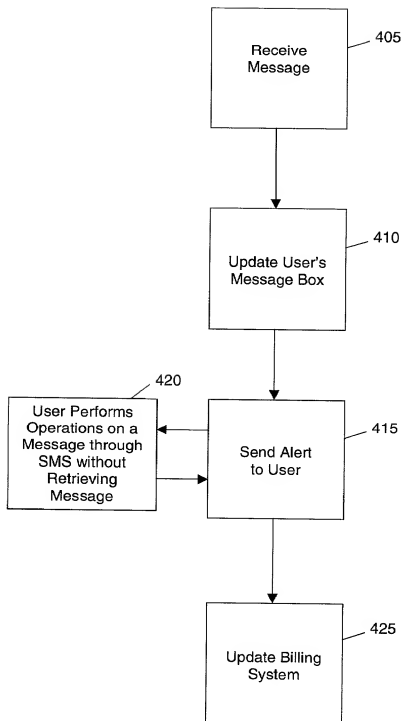 Receive
Message
405
Update User's
Message Box
410
420
User Performs
Operations on a
Message through
SMS without
Retrieving
Message
Send Alert
to User
415
Update Billing
System
425